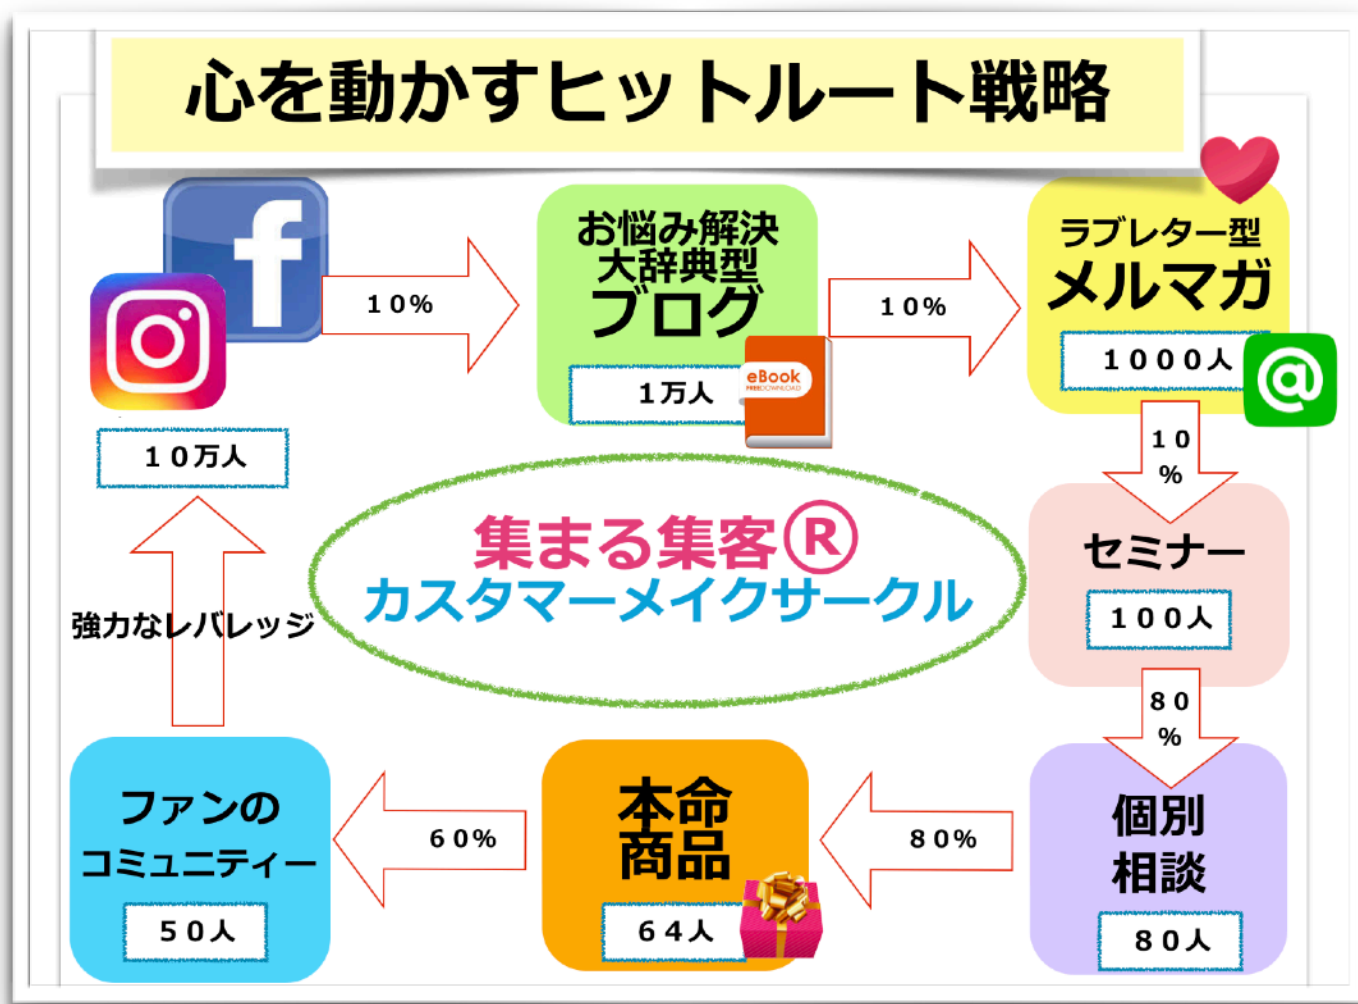 心を動かすヒットルート戦略
f
10%
お悩み解決
大辞典型
ブログ
1万人
eBook
FREEDOWNLOAD
10%
ラブレター型
メルマガ
1000人
@
10万人
10
%
集まる集客®
カスタマーメイクサークル
セミナー
100人
強力なレバレッジ
80
%
ファンの
コミュニティー
50人
60%
本命
商品
64人
80%
個別
相談
80人